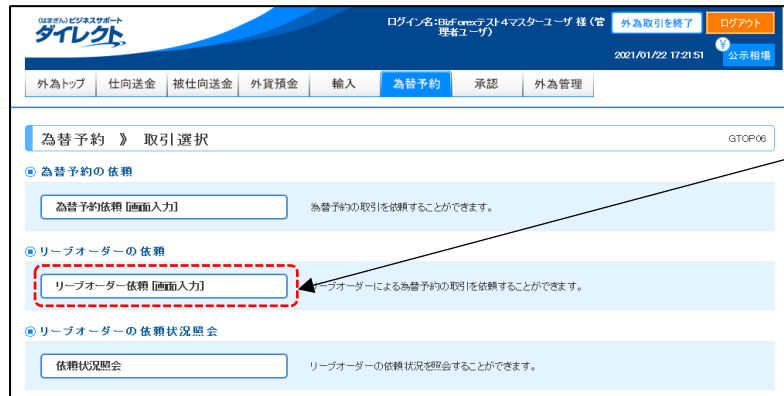 〈はまぎん〉ビジネスサポート
ダイレクト
ログイン名:BizForexテスト4マスターユーザ 様 (管理者ユーザ)
外為取引を終了
ログアウト
2021/01/22 17:21:51
¥
公示相場
外為トップ
仕向送金
被仕向送金
外貨預金
輸入
為替予約
承認
外為管理
為替予約 》 取引選択
GTOP06
為替予約の依頼
為替予約依頼[画面入力]
為替予約の取引を依頼することができます。
リーブオーダーの依頼
リーブオーダー依頼[画面入力]
リーブオーダーによる為替予約の取引を依頼することができます。
リーブオーダーの依頼状況照会
依頼状況照会
リーブオーダーの依頼状況を照会することができます。